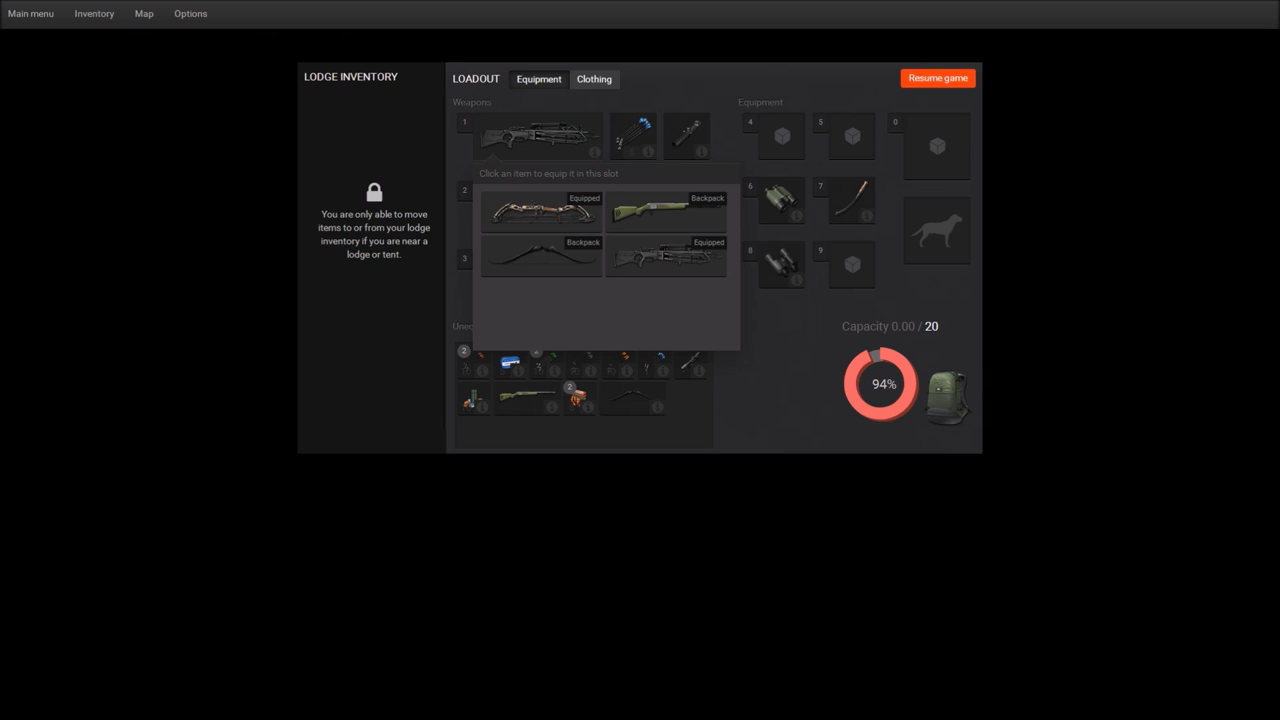 Main menu
Inventory
Map
Options
LODGE INVENTORY
You are only able to move
items to or from your lodge
inventory if you are near a
lodge or tent.
LOADOUT
Equipment
Clothing
Resume game
Weapons
Equipment
1
2
3
4
5
0
6
7
8
9
Click an item to equip it in this slot
Equipped
Backpack
Backpack
Equipped
2
2
2
Capacity 0.00 / 20
94%